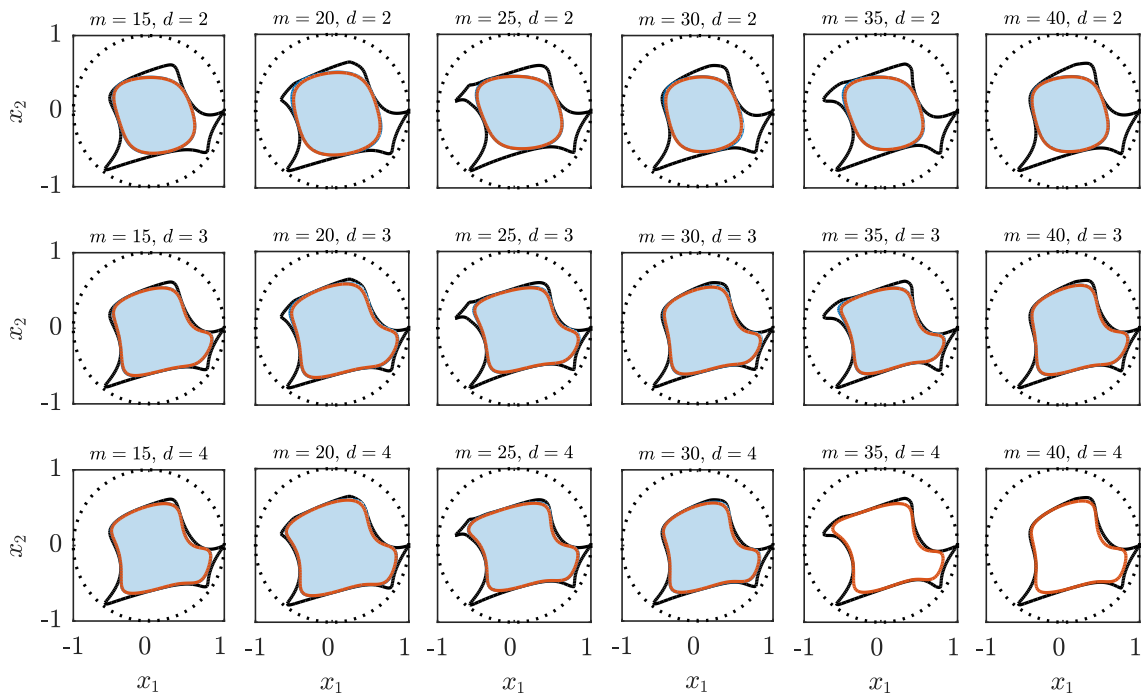 m = 15, d = 2
m = 20, d = 2
m = 25, d = 2
m = 30, d = 2
m = 35, d = 2
m = 40, d = 2
1
x₂
0
-1
m = 15, d = 3
m = 20, d = 3
m = 25, d = 3
m = 30, d = 3
m = 35, d = 3
m = 40, d = 3
1
x₂
0
-1
m = 15, d = 4
m = 20, d = 4
m = 25, d = 4
m = 30, d = 4
m = 35, d = 4
m = 40, d = 4
1
x₂
0
-1
-1 0 1
-1 0 1
-1 0 1
-1 0 1
-1 0 1
-1 0 1
x₁
x₁
x₁
x₁
x₁
x₁